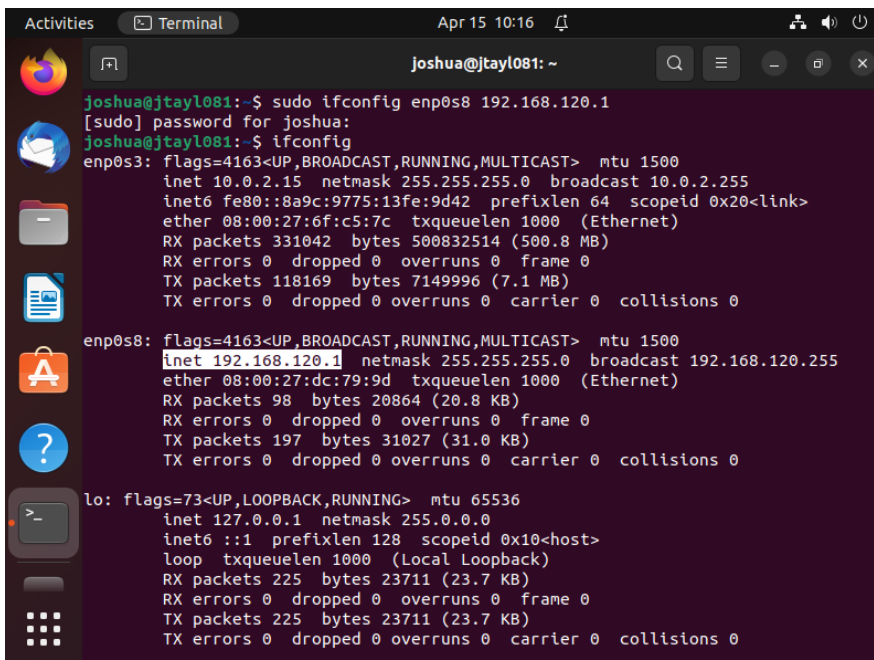 Activities Terminal Apr 15 10:16
joshua@jtayl081: ~
joshua@jtayl081:~$ sudo ifconfig enp0s8 192.168.120.1
[sudo] password for joshua:
joshua@jtayl081:~$ ifconfig
enp0s3: flags=4163<UP,BROADCAST,RUNNING,MULTICAST>  mtu 1500
        inet 10.0.2.15  netmask 255.255.255.0  broadcast 10.0.2.255
        inet6 fe80::8a9c:9775:13fe:9d42  prefixlen 64  scopeid 0x20<link>
        ether 08:00:27:6f:c5:7c  txqueuelen 1000  (Ethernet)
        RX packets 331042  bytes 500832514 (500.8 MB)
        RX errors 0  dropped 0  overruns 0  frame 0
        TX packets 118169  bytes 7149996 (7.1 MB)
        TX errors 0  dropped 0 overruns 0  carrier 0  collisions 0

enp0s8: flags=4163<UP,BROADCAST,RUNNING,MULTICAST>  mtu 1500
        inet 192.168.120.1  netmask 255.255.255.0  broadcast 192.168.120.255
        ether 08:00:27:dc:79:9d  txqueuelen 1000  (Ethernet)
        RX packets 98  bytes 20864 (20.8 KB)
        RX errors 0  dropped 0  overruns 0  frame 0
        TX packets 197  bytes 31027 (31.0 KB)
        TX errors 0  dropped 0 overruns 0  carrier 0  collisions 0

lo: flags=73<UP,LOOPBACK,RUNNING>  mtu 65536
        inet 127.0.0.1  netmask 255.0.0.0
        inet6 ::1  prefixlen 128  scopeid 0x10<host>
        loop  txqueuelen 1000  (Local Loopback)
        RX packets 225  bytes 23711 (23.7 KB)
        RX errors 0  dropped 0  overruns 0  frame 0
        TX packets 225  bytes 23711 (23.7 KB)
        TX errors 0  dropped 0 overruns 0  carrier 0  collisions 0